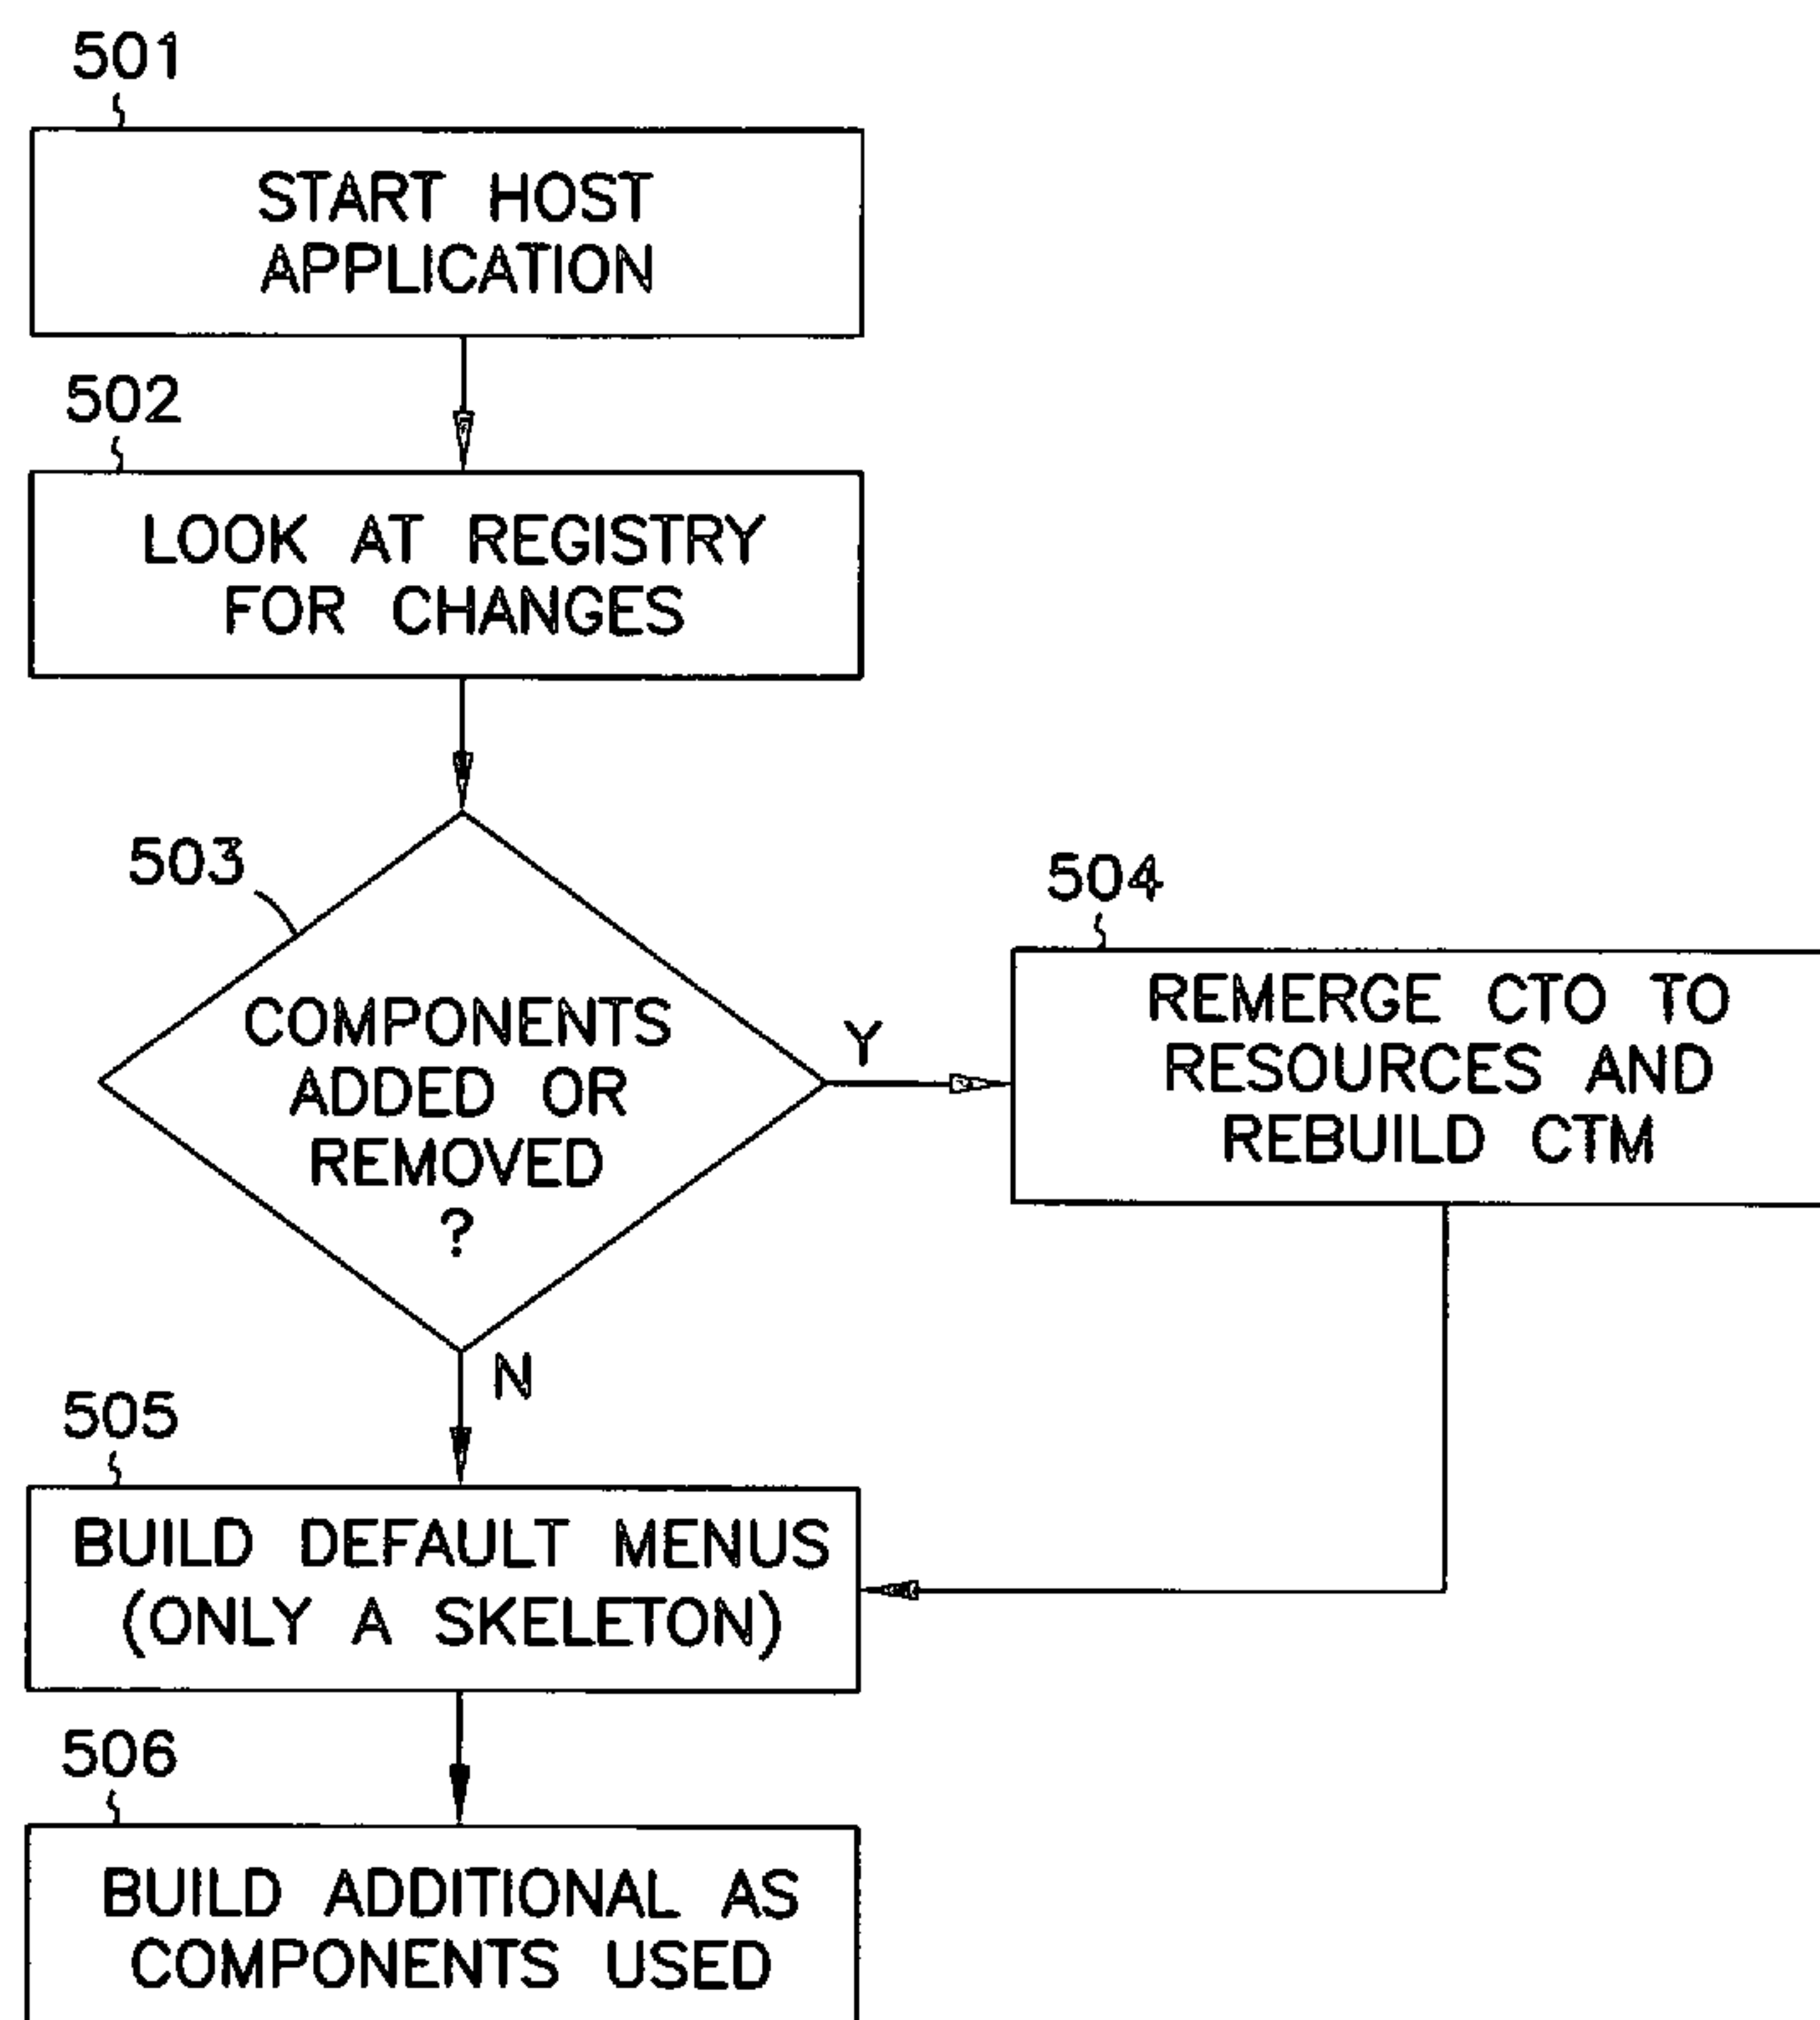 501
START HOST
APPLICATION
502
LOOK AT REGISTRY
FOR CHANGES
503
COMPONENTS
ADDED OR
REMOVED
?
Y
504
REMERGE CTO TO
RESOURCES AND
REBUILD CTM
N
505
BUILD DEFAULT MENUS
(ONLY A SKELETON)
506
BUILD ADDITIONAL AS
COMPONENTS USED